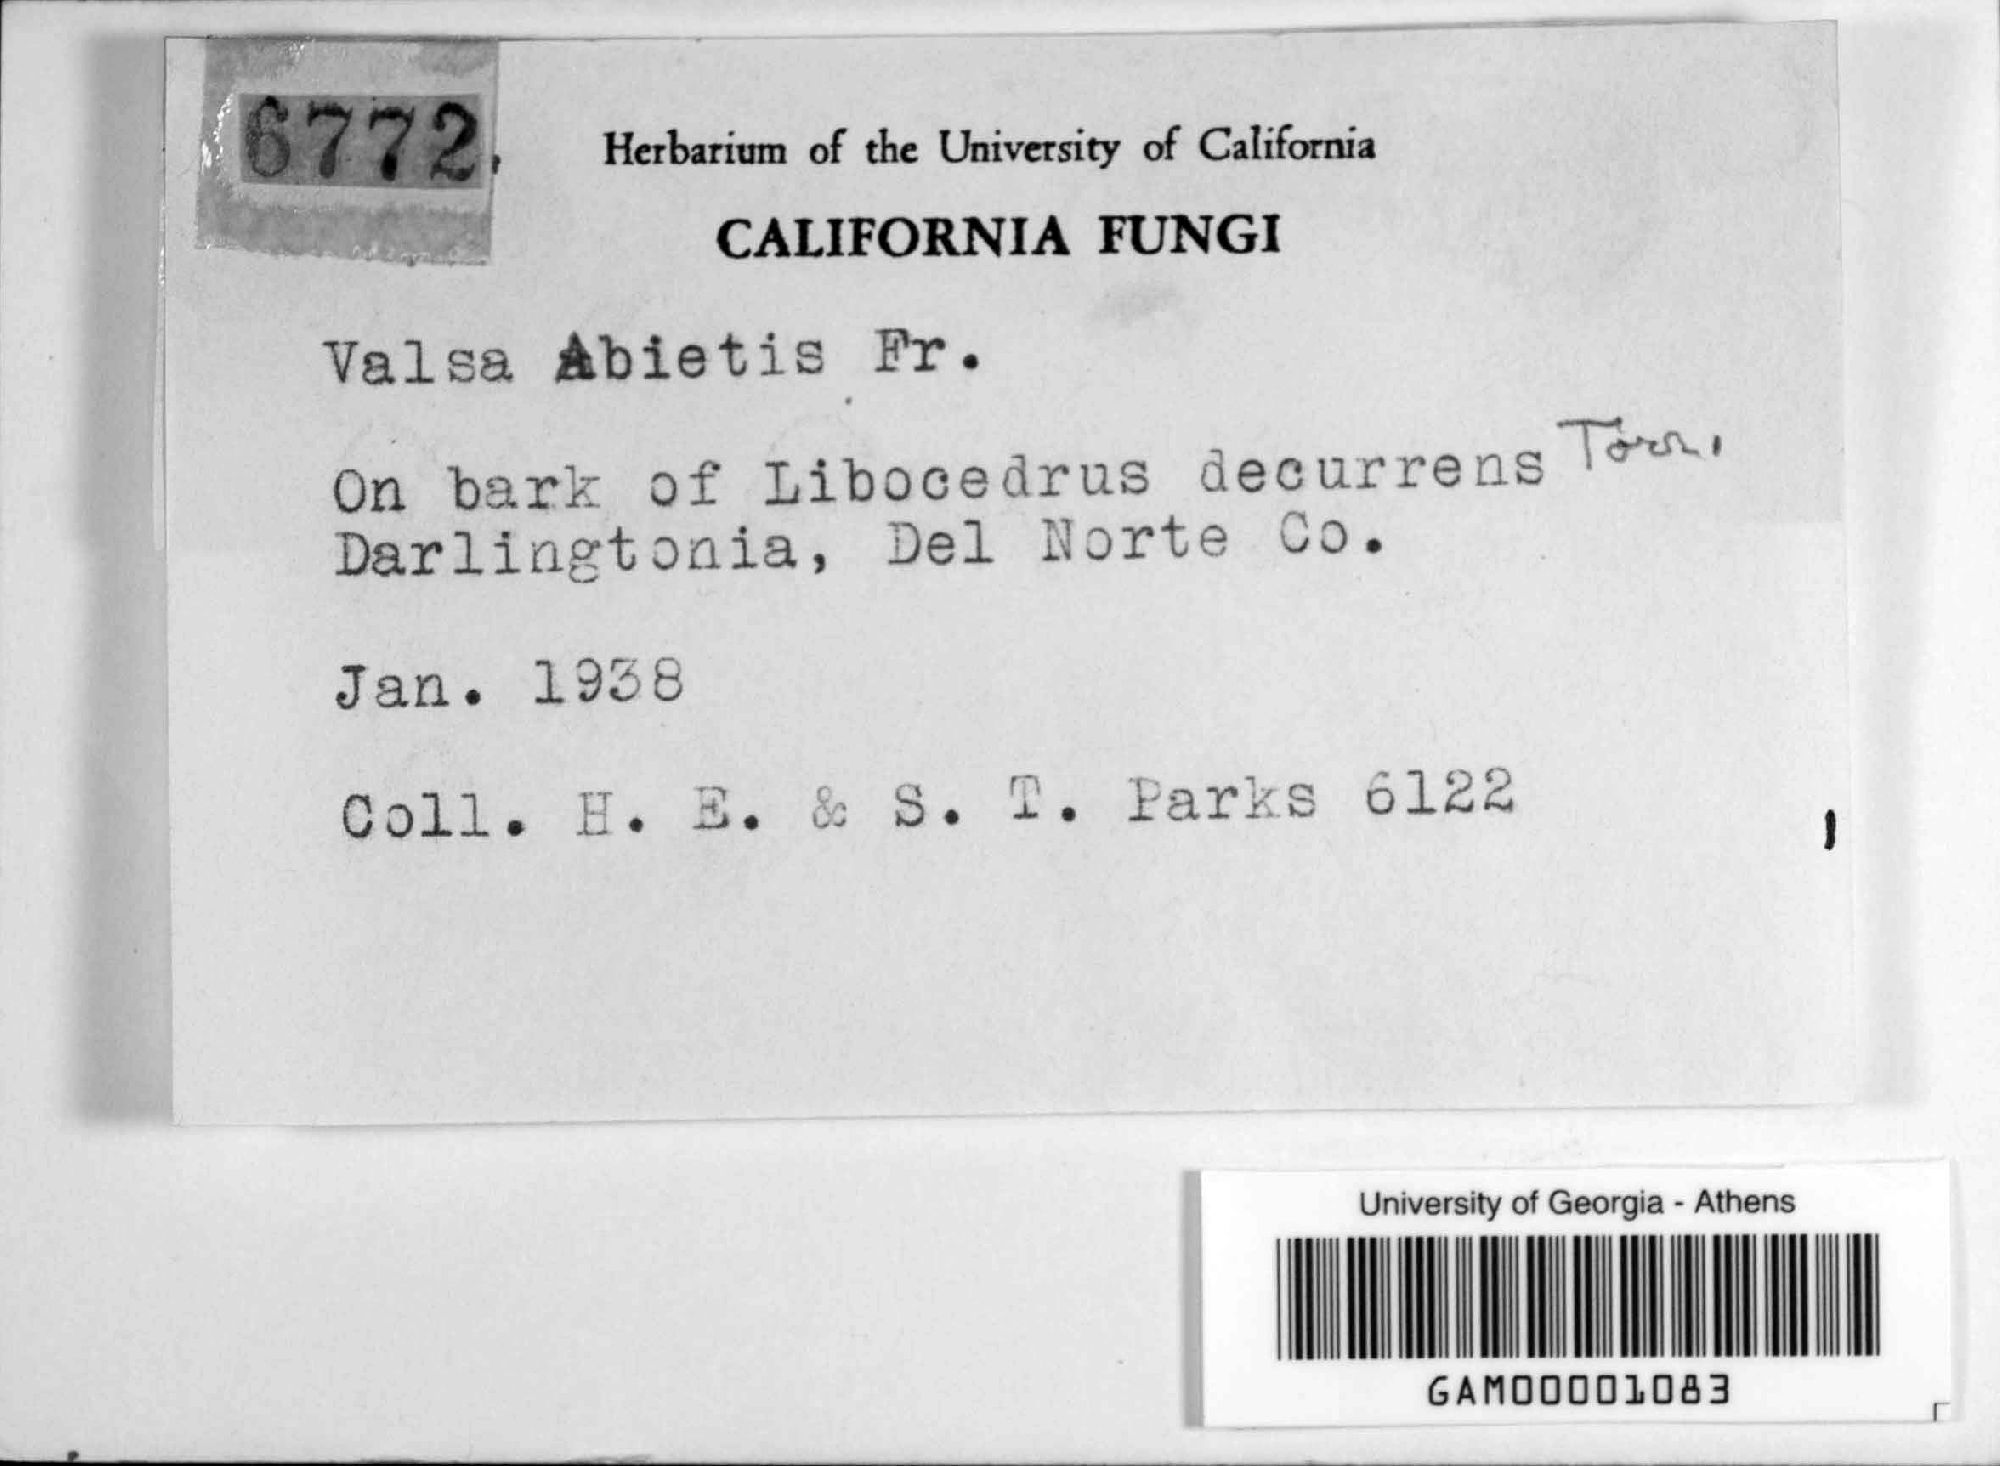 6772.
Herbarium of the University of California
CALIFORNIA FUNGI
Valsa Abietis Fr.
On bark of Libocedrus decurrens Torr.
Darlingtonia, Del Norte Co.
Jan. 1938
Coll. H. E. & S. T. Parks 6122
University of Georgia - Athens
GAM00001083